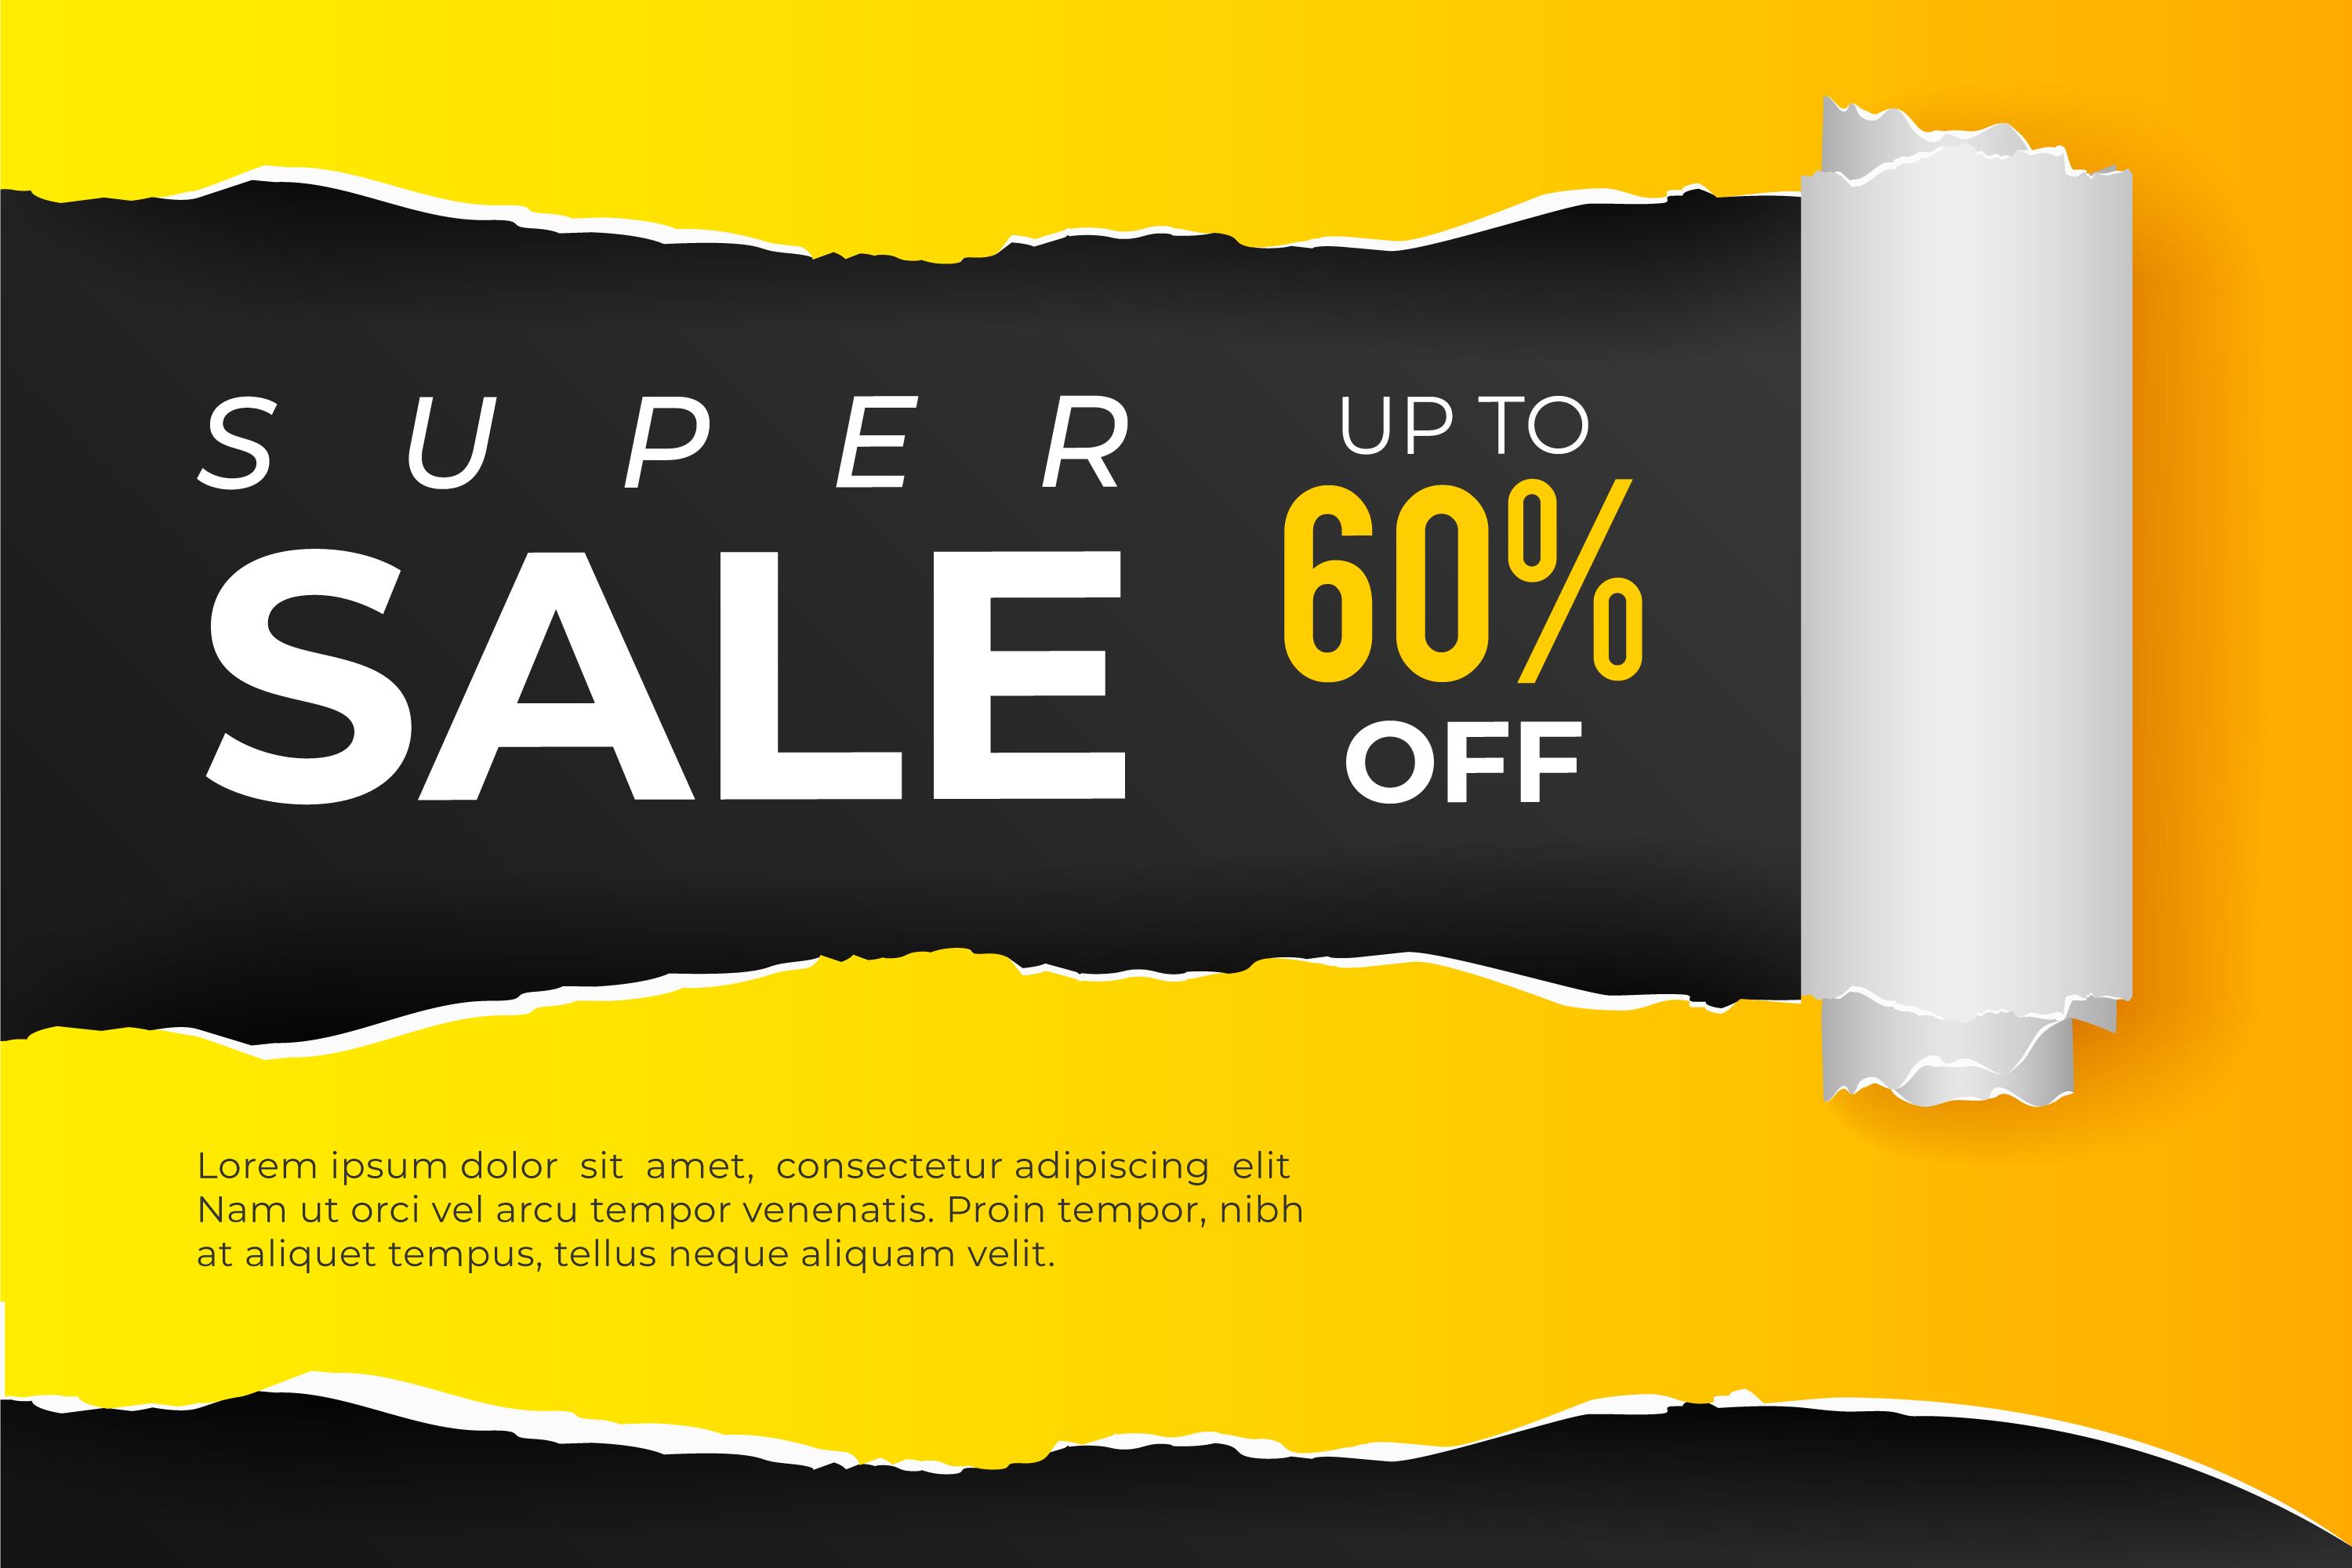 SUPER
SALE
UP TO
60%
OFF
Lorem ipsum dolor sit amet, consectetur adipiscing elit
Nam ut orci vel arcu tempor venenatis. Proin tempor, nibh
at aliquet tempus, tellus neque aliquam velit.